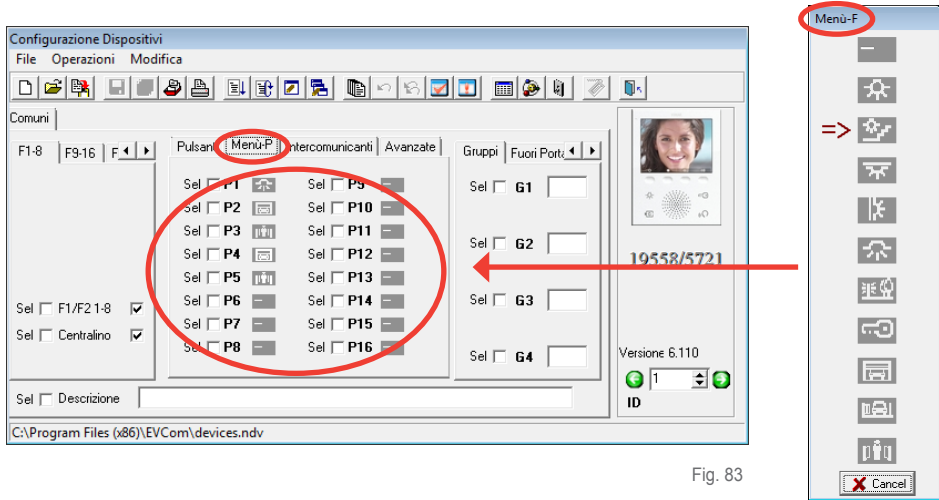 Configurazione Dispositivi
File Operazioni Modifica
Comuni
F1-8 F9-16 F
Pulsan Menù-P Intercomunicanti Avanzate
Gruppi Fuori Porta
Sel P1 Sel P9
Sel P2 Sel P10
Sel P3 Sel P11
Sel P4 Sel P12
Sel P5 Sel P13
Sel P6 Sel P14
Sel P7 Sel P15
Sel P8 Sel P16
Sel G1
Sel G2
Sel G3
Sel G4
Sel F1/F2 1-8
Sel Centralino
Sel Descrizione
19558/5721
Versione 6.110
1
ID
C:\Program Files (x86)\EVCom\devices.ndv
Fig. 83
Menù-F
=>
Cancel